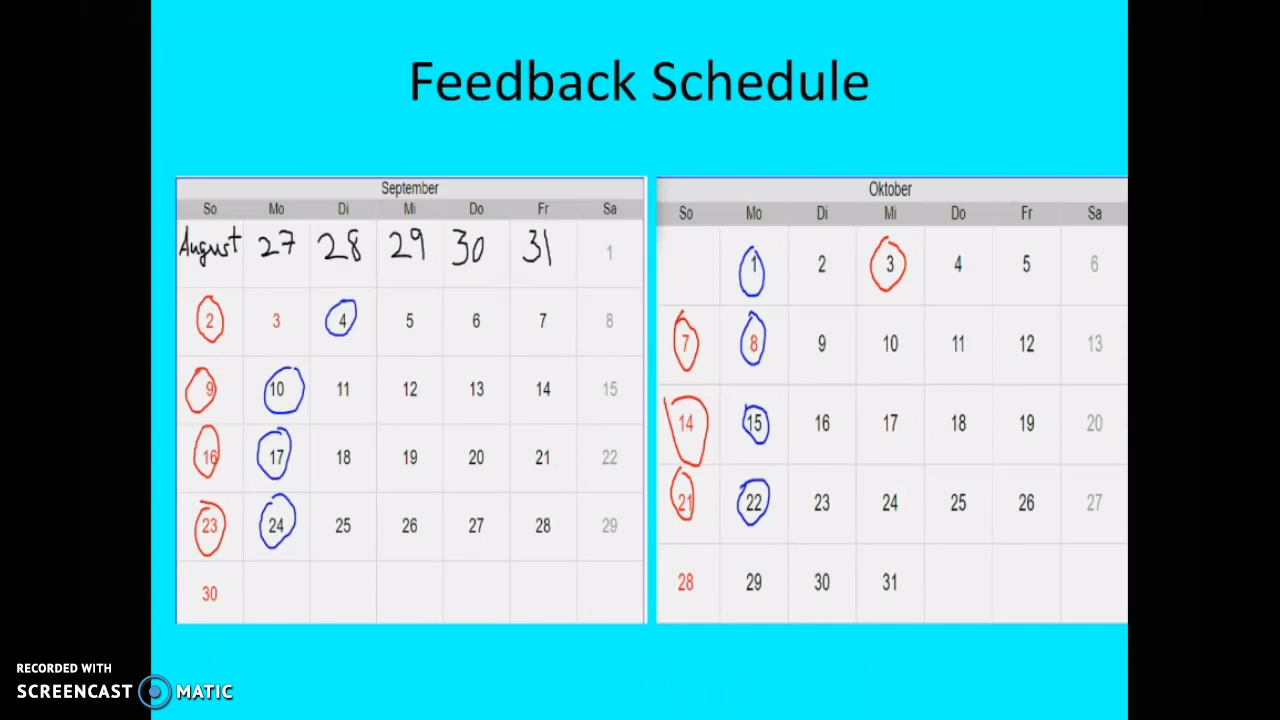 Feedback Schedule
September
So Mo Di Mi Do Fr Sa
August 27 28 29 30 31 1
2 3 4 5 6 7 8
9 10 11 12 13 14 15
16 17 18 19 20 21 22
23 24 25 26 27 28 29
30
Oktober
So Mo Di Mi Do Fr Sa
1 2 3 4 5 6
7 8 9 10 11 12 13
14 15 16 17 18 19 20
21 22 23 24 25 26 27
28 29 30 31
RECORDED WITH
SCREENCAST MATIC